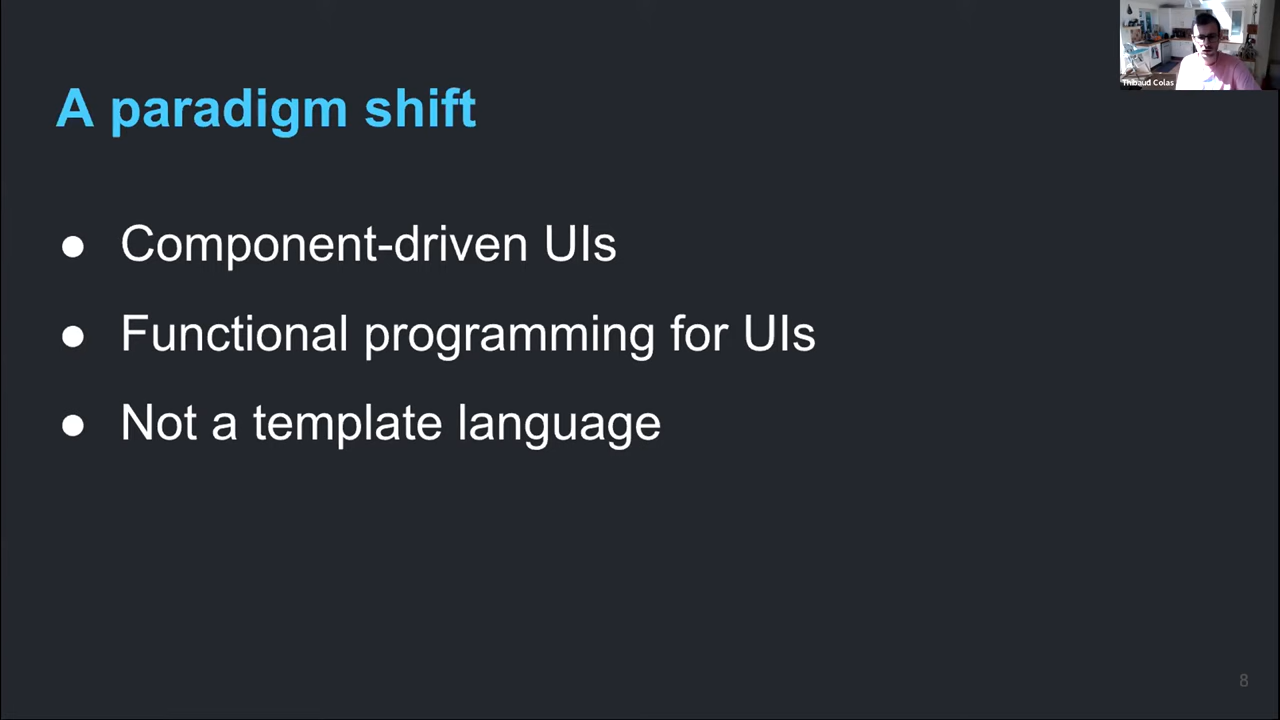 Thibaud Colas
A paradigm shift
● Component-driven UIs
● Functional programming for UIs
● Not a template language
8